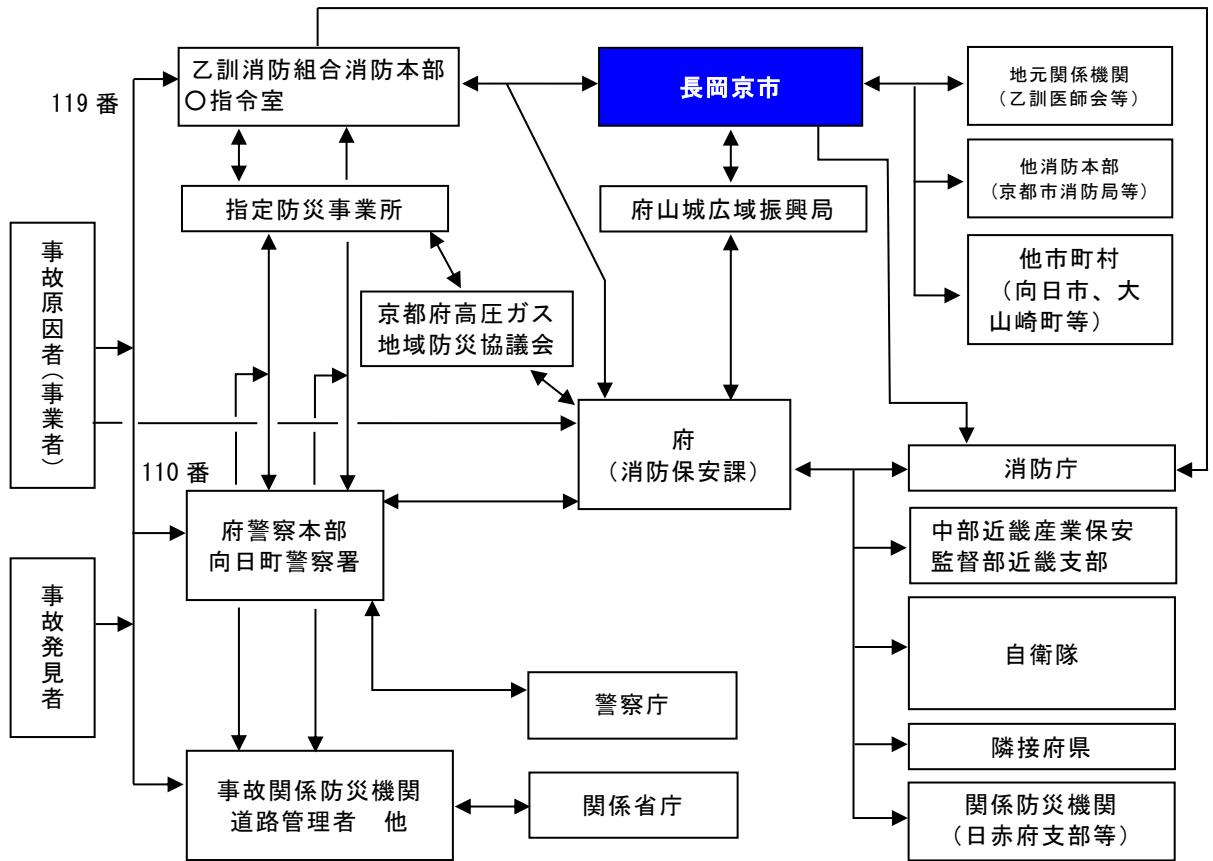 119番
乙訓消防組合消防本部
〇指令室
長岡京市
地元関係機関
（乙訓医師会等）
他消防本部
（京都市消防局等）
他市町村
（向日市、大
山崎町等）
指定防災事業所
府山城広域振興局
京都府高圧ガス
地域防災協議会
事故原因者（事業者）
府
（消防保安課）
消防庁
110番
府警察本部
向日町警察署
中部近畿産業保安
監督部近畿支部
事故発見者
自衛隊
警察庁
隣接府県
事故関係防災機関
道路管理者　他
関係省庁
関係防災機関
（日赤府支部等）